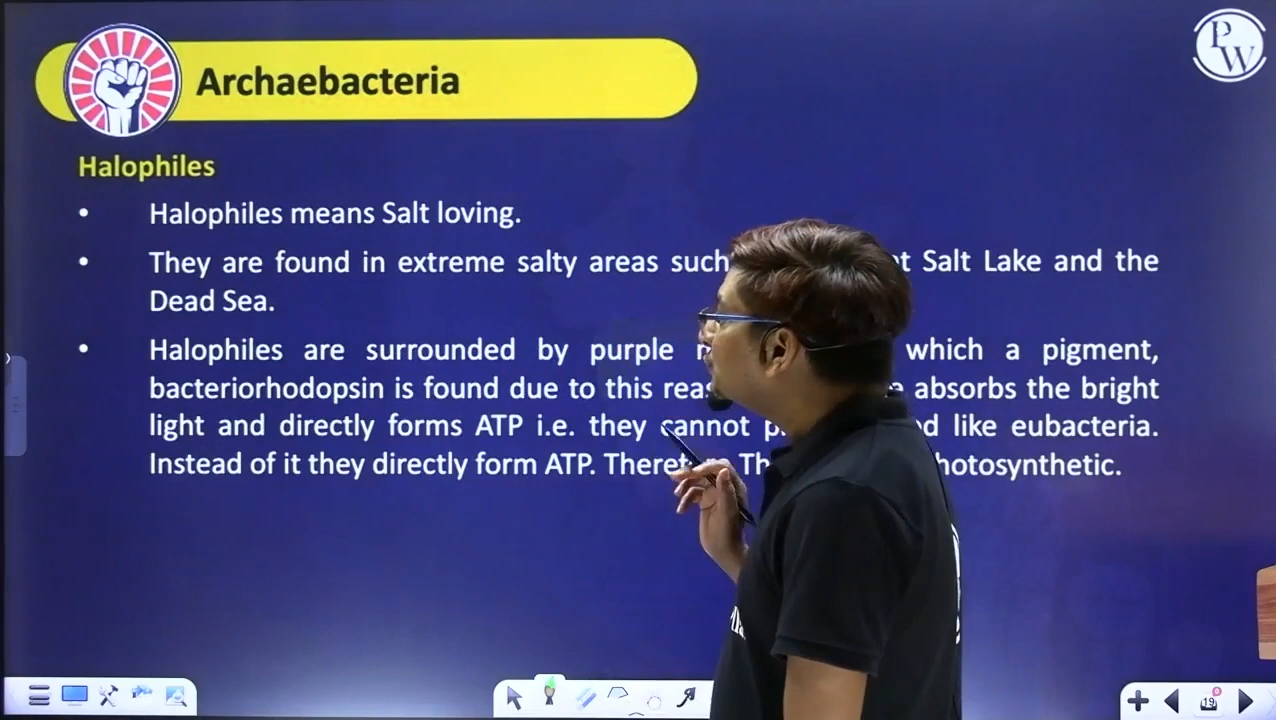 PW
Archaebacteria
Halophiles
• Halophiles means Salt loving.
• They are found in extreme salty areas such Salt Lake and the
Dead Sea.
• Halophiles are surrounded by purple which a pigment,
bacteriorhodopsin is found due to this absorbs the bright
light and directly forms ATP i.e. they cannot like eubacteria.
Instead of it they directly form ATP.
19